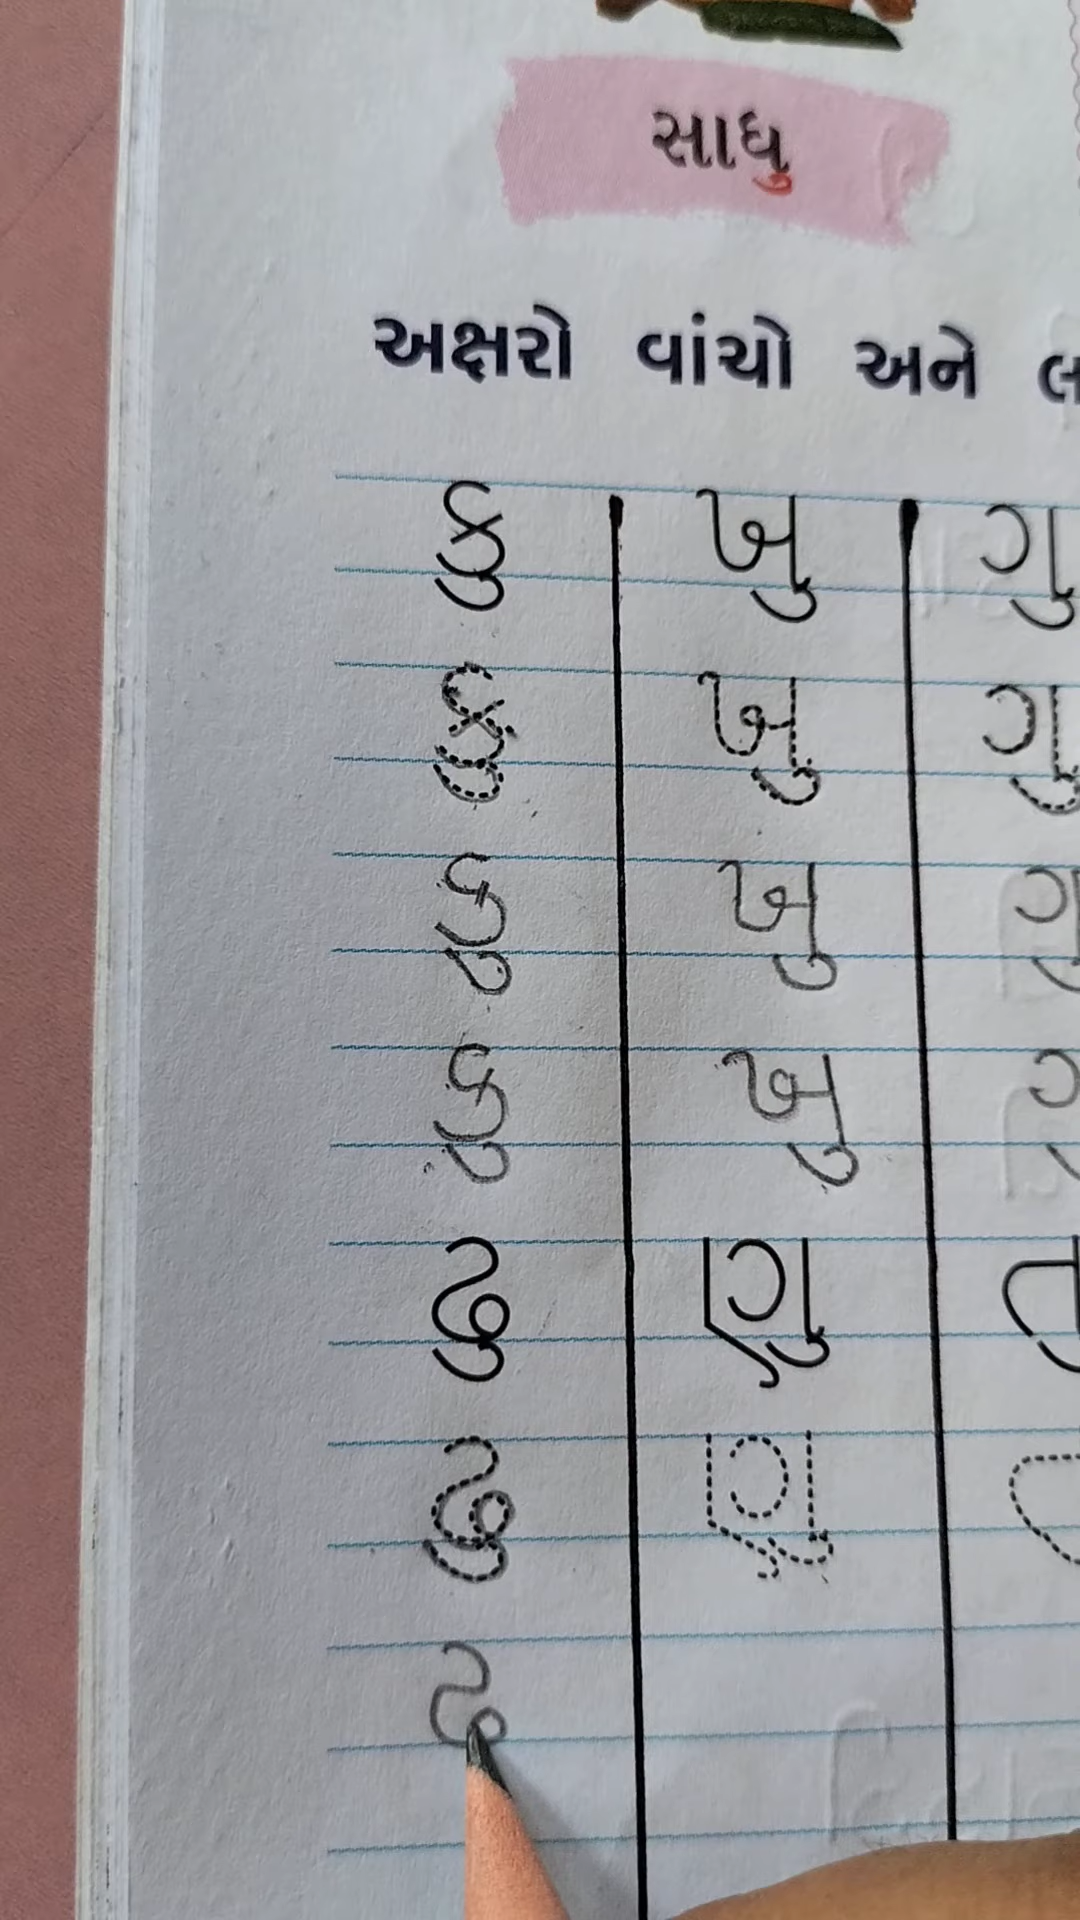 સાધુ
અક્ષરો વાંચો અને
કુ ખુ ગુ
કુ ખુ ગુ
કુ ખુ ગુ
કુ ખુ
ઢુ ણુ
ઢુ ણુ
ઢ